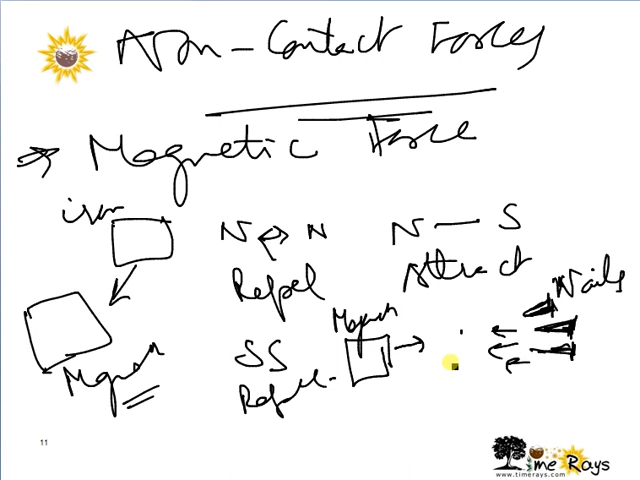 Non-Contact Forces
→ Magnetic Force
iron
N ↔ N
N — S
Repel
Attract
Nails
Magnet
Magnet
SS
Repel
11
Time Rays
www.timerays.com